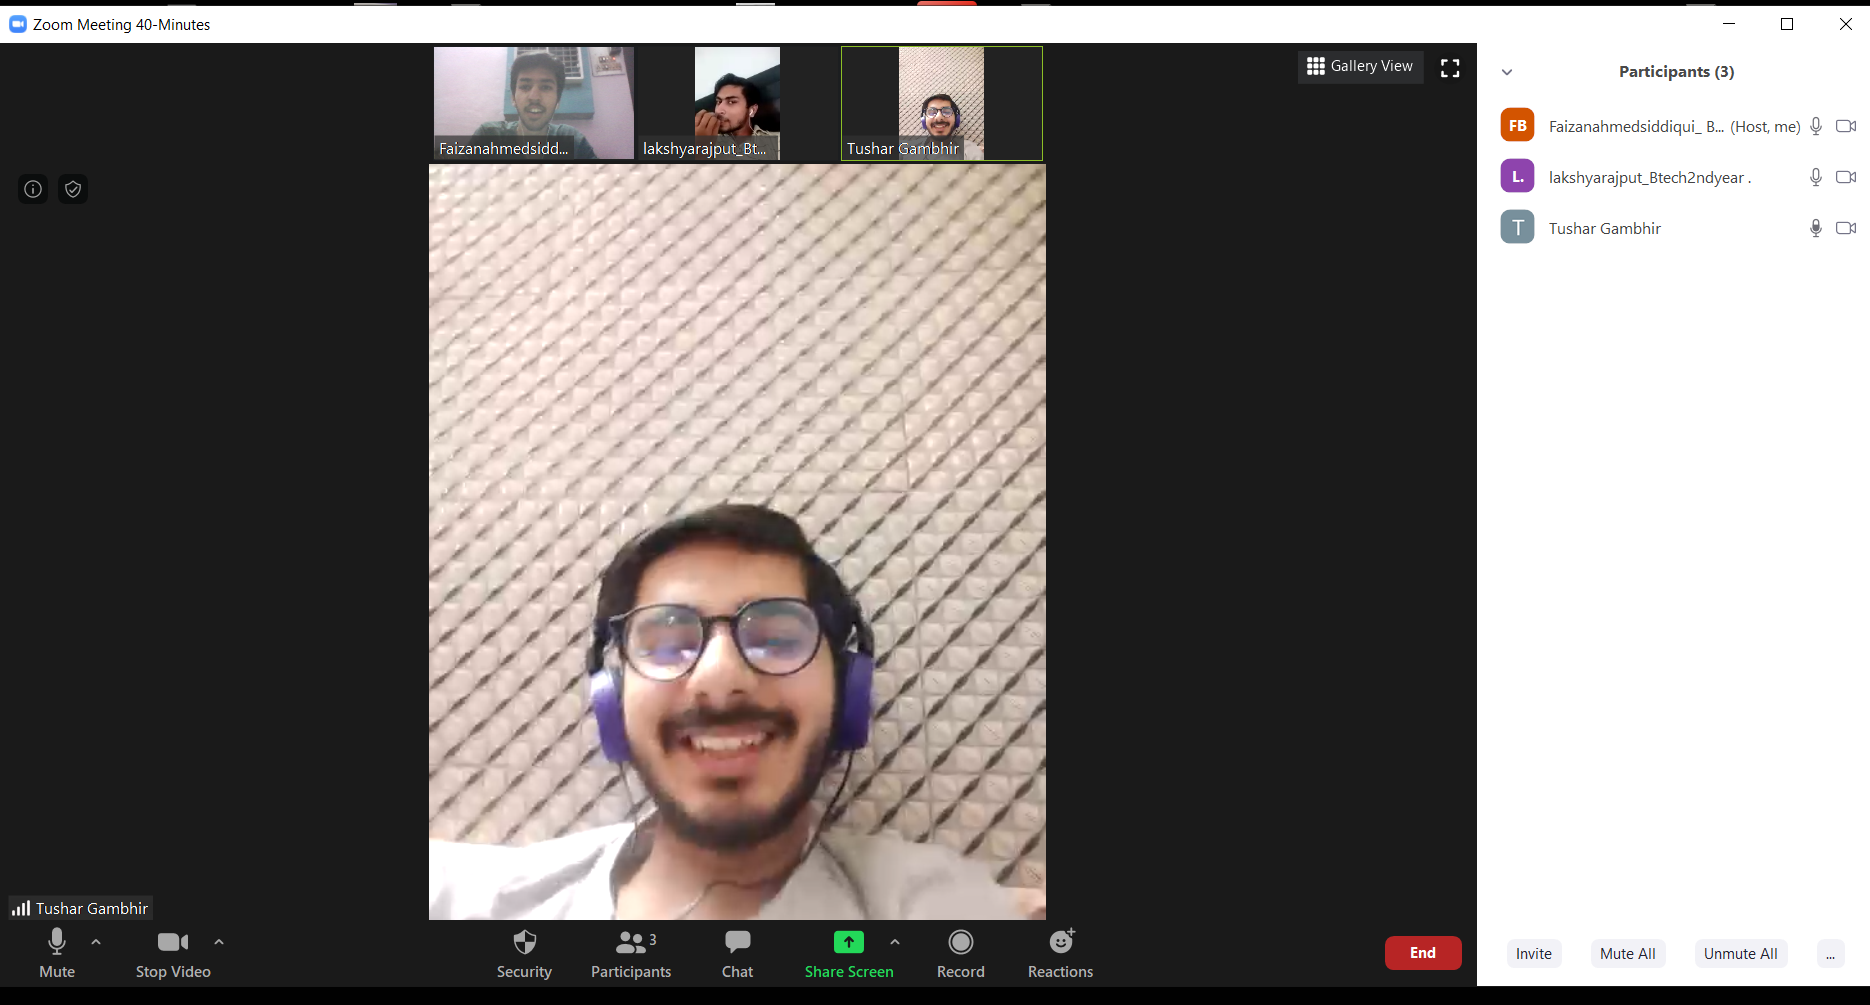 Zoom Meeting 40-Minutes
Faizanahmedsidd...
lakshyarajput_Bt...
Tushar Gambhir
Gallery View
Participants (3)
FB Faizanahmedsiddiqui_ B... (Host, me)
L. lakshyarajput_Btech2ndyear .
T Tushar Gambhir
Tushar Gambhir
Mute
Stop Video
Security
3
Participants
Chat
Share Screen
Record
Reactions
End
Invite
Mute All
Unmute All
...